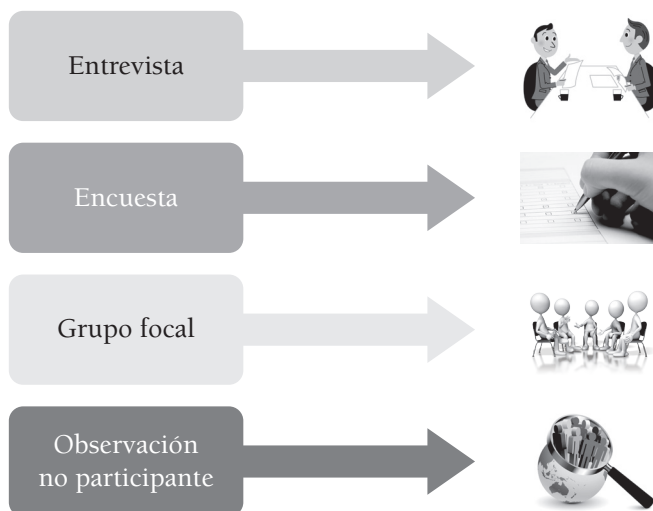 Entrevista
Encuesta
Grupo focal
Observación
no participante